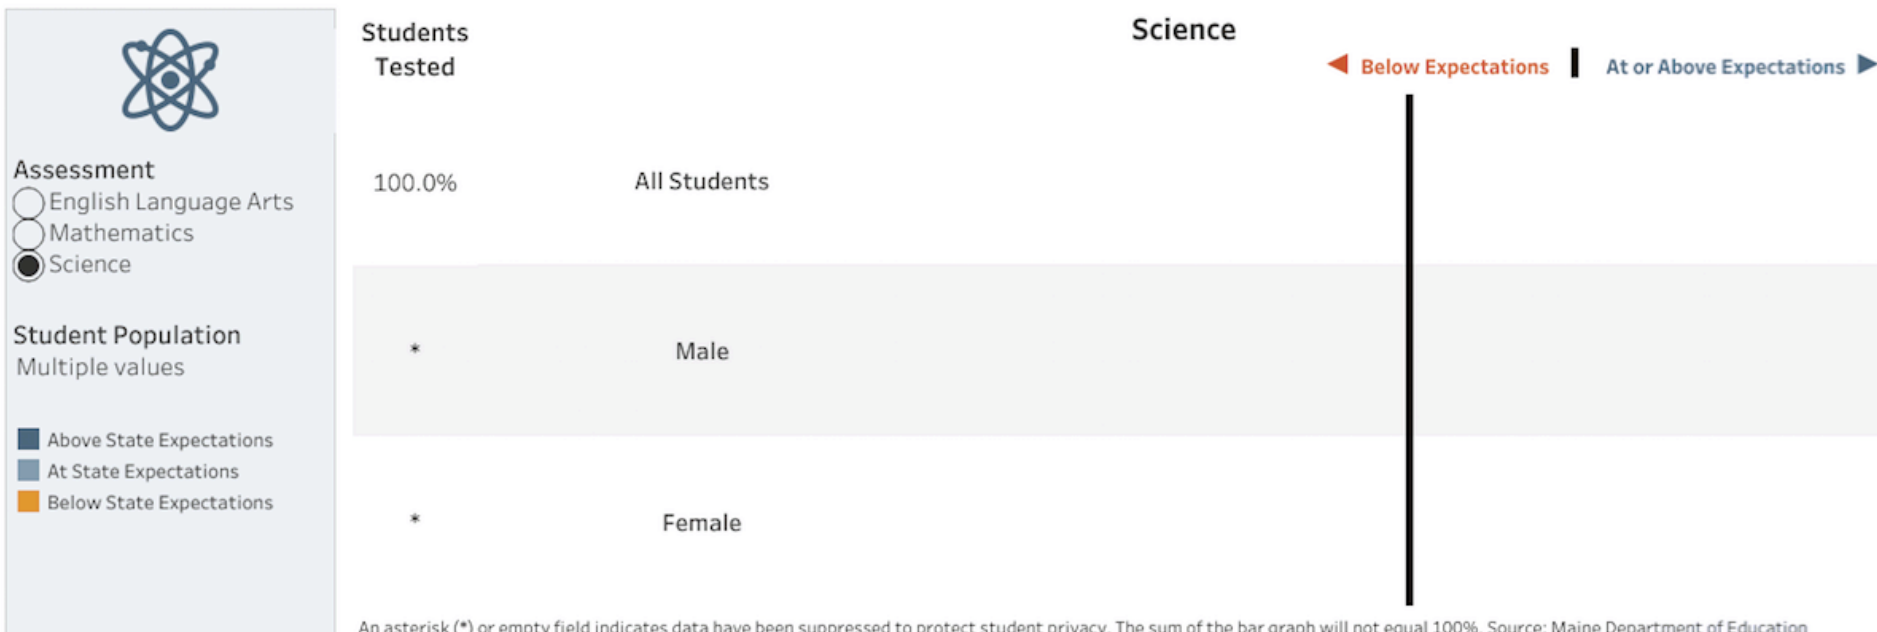 Assessment
English Language Arts
Mathematics
Science
Student Population
Multiple values
Above State Expectations
At State Expectations
Below State Expectations
Students
Tested
Science
Below Expectations
At or Above Expectations
100.0%
All Students
*
Male
*
Female
An asterisk (*) or empty field indicates data have been suppressed to protect student privacy. The sum of the bar graph will not equal 100%. Source: Maine Department of Education